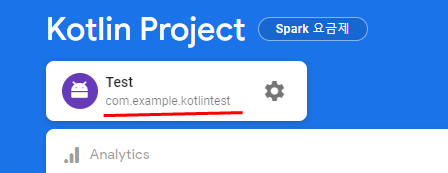 Kotlin Project
Spark 요금제
Test
com.example.kotlintest
Analytics